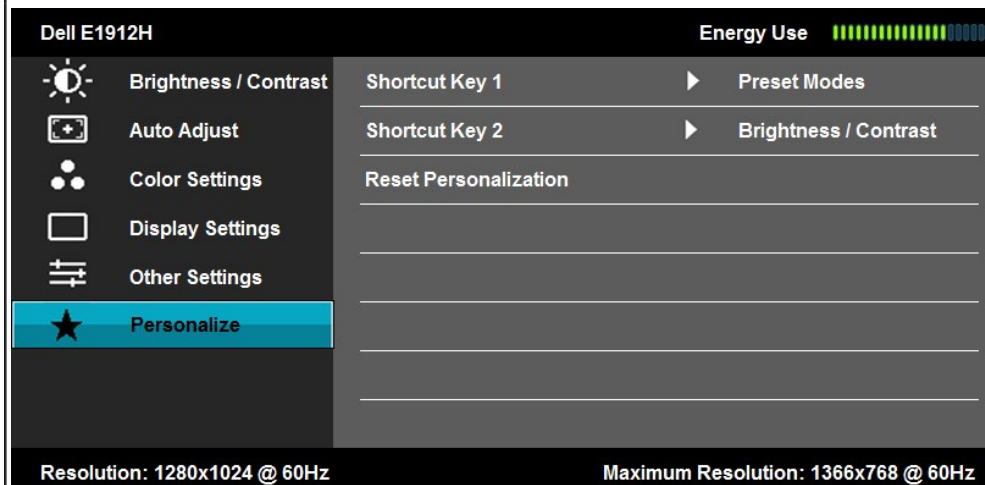 Dell E1912H Energy Use
Brightness / Contrast Shortcut Key 1 Preset Modes
Auto Adjust Shortcut Key 2 Brightness / Contrast
Color Settings Reset Personalization
Display Settings
Other Settings
Personalize
Resolution: 1280x1024 @ 60Hz Maximum Resolution: 1366x768 @ 60Hz